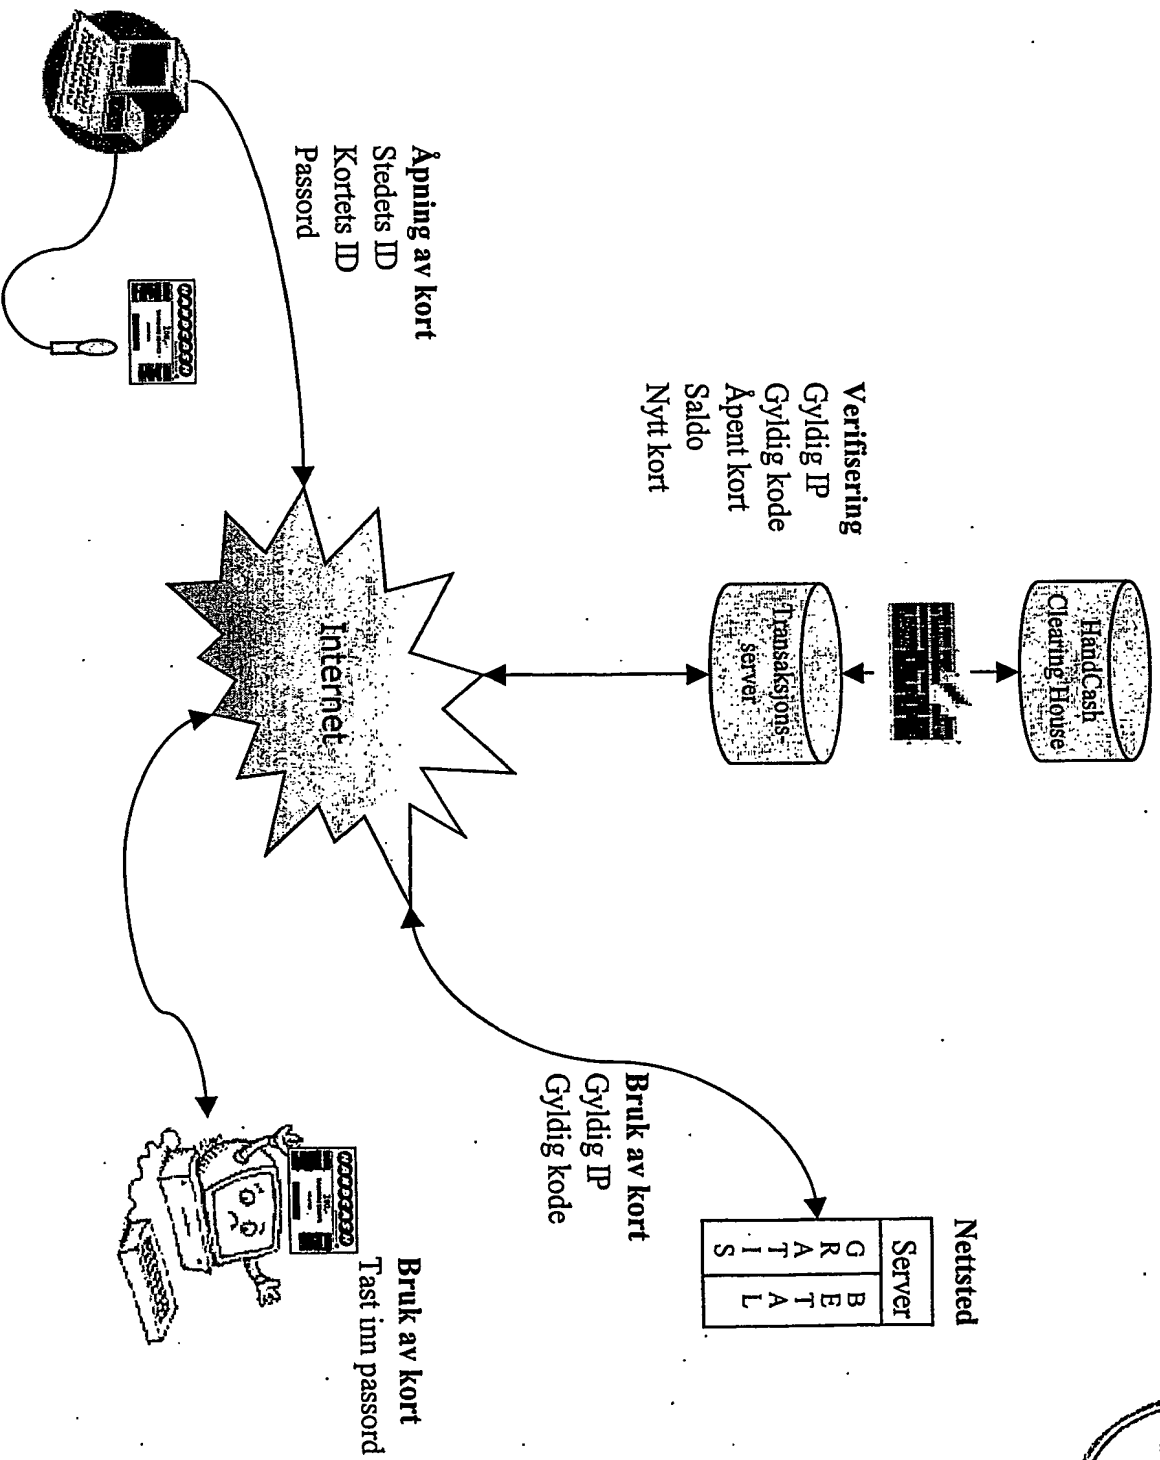 HandCash
Clearing House
Transaksjons-
server
Verifisering
Gyldig IP
Gyldig kode
Åpent kort
Saldo
Nytt kort
Nettsted
Server
GRATIS
BETAL
Bruk av kort
Gyldig IP
Gyldig kode
Åpning av kort
Stedets ID
Kortets ID
Passord
Internet
Bruk av kort
Tast inn passord